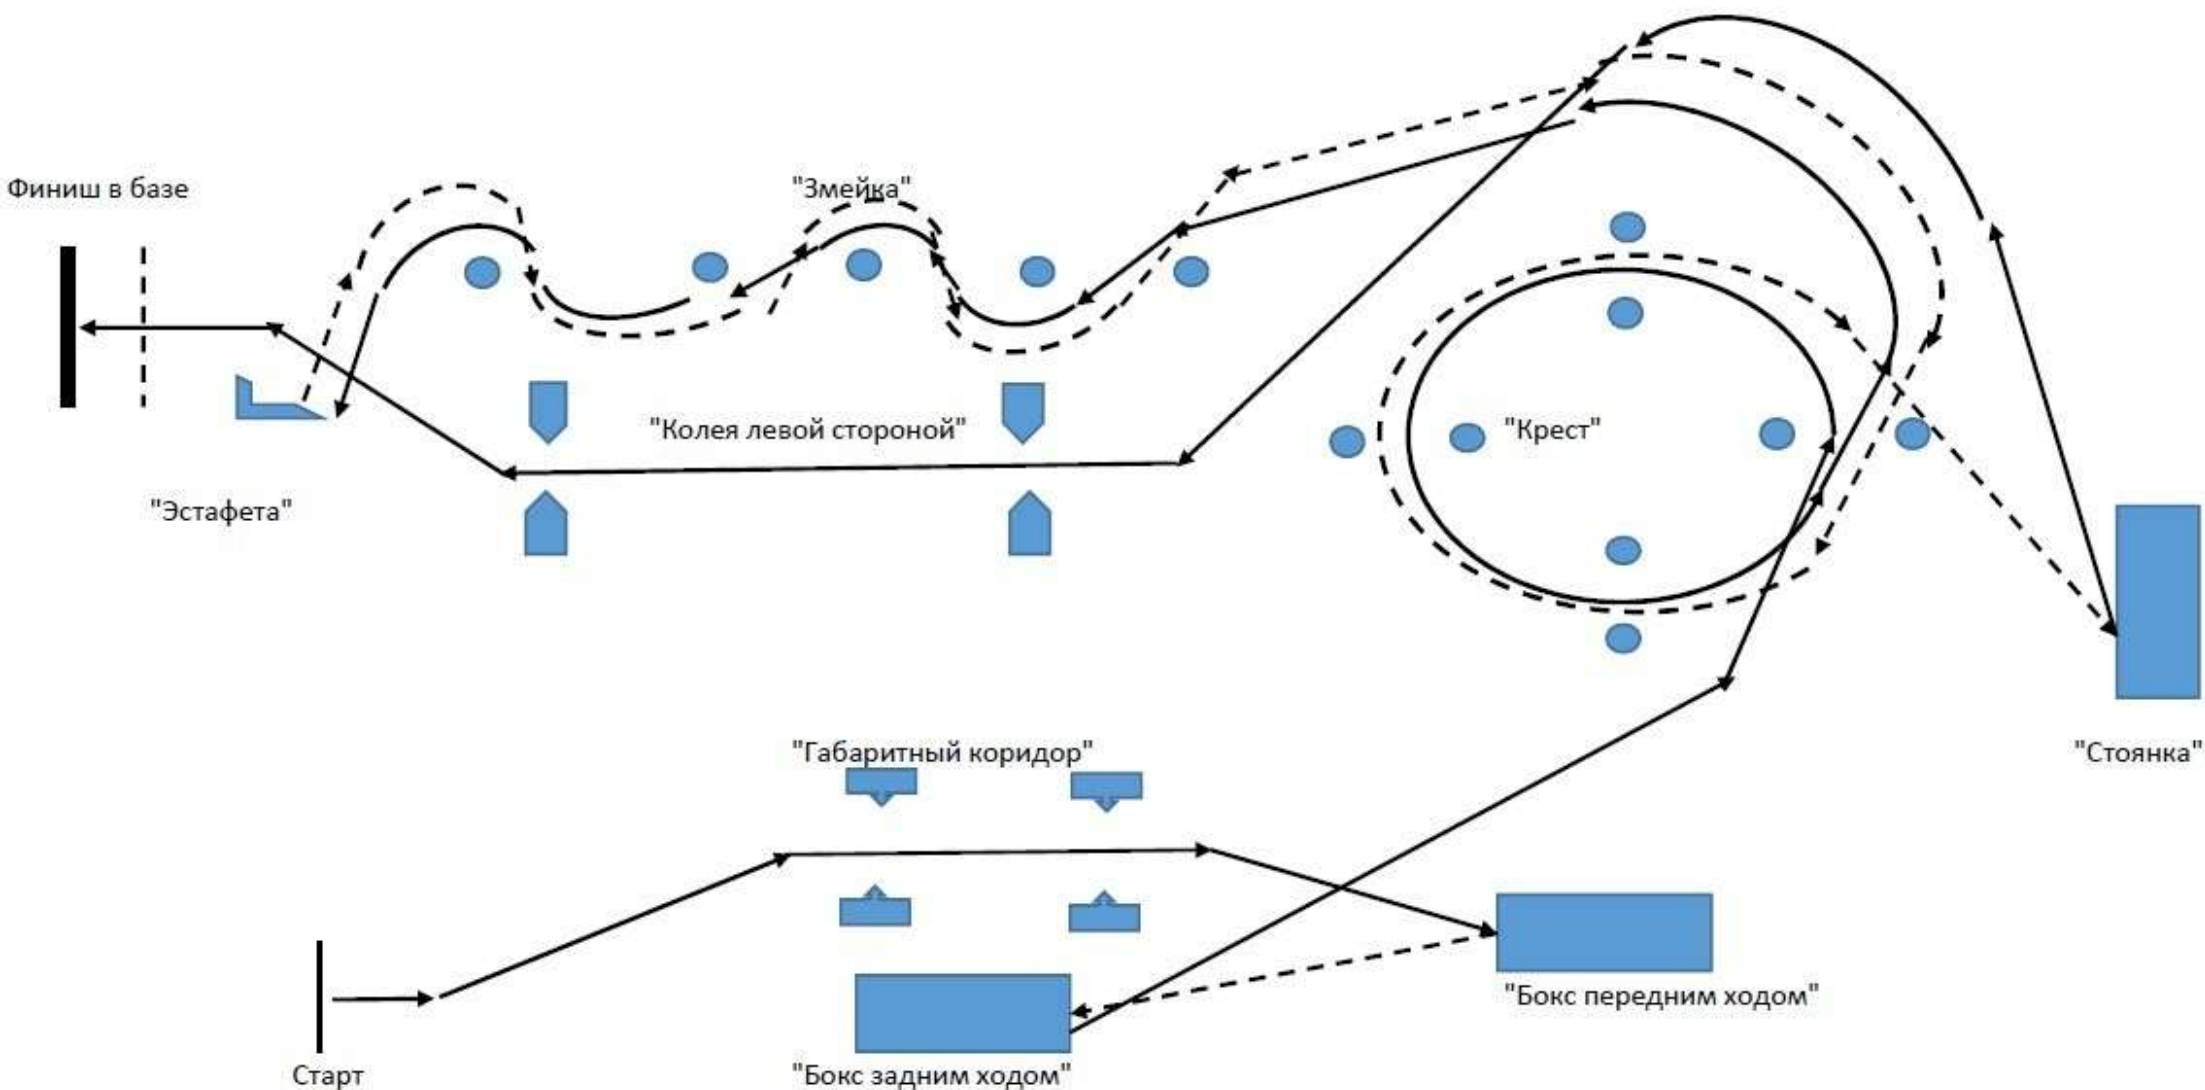 Финиш в базе
"Змейка"
"Колея левой стороной"
"Крест"
"Эстафета"
"Габаритный коридор"
"Стоянка"
"Бокс передним ходом"
Старт
"Бокс задним ходом"